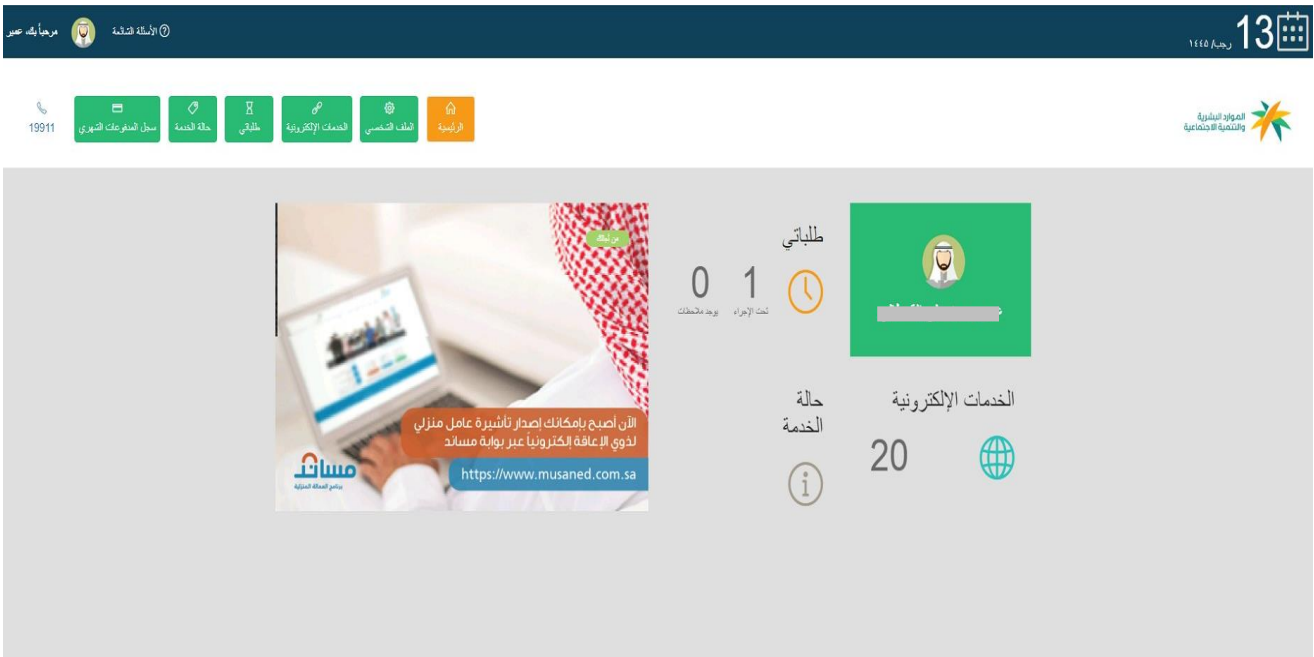 13
رجب/ ١٤٤٥
الأسئلة الشائعة
مرحباً بك، عمير
الموارد البشرية
والتنمية الاجتماعية
الرئيسية
الملف الشخصي
الخدمات الإلكترونية
طلباتي
حالة الخدمة
سجل المدفوعات الشهري
19911
طلباتي
1
تحت الإجراء
0
يوجد ملاحظات
الخدمات الإلكترونية
20
حالة
الخدمة
الآن أصبح بإمكانك إصدار تأشيرة عامل منزلي
لذوي الإعاقة إلكترونياً عبر بوابة مساند
https://www.musaned.com.sa
مساند
برنامج العمالة المنزلية